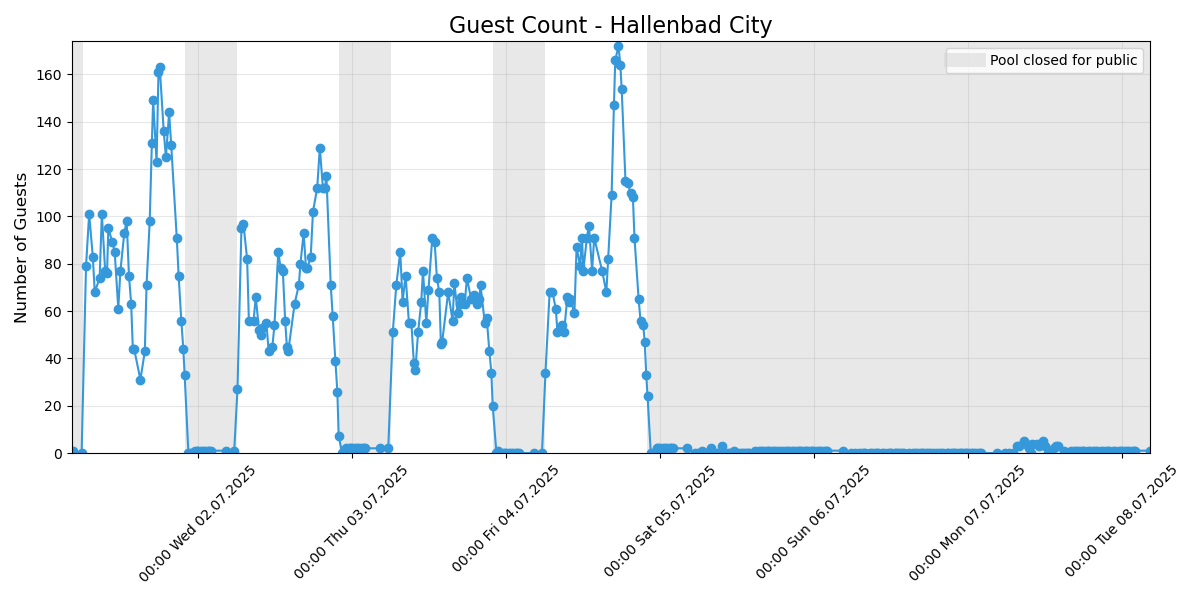 Guest Count - Hallenbad City
Pool closed for public
Number of Guests
160
140
120
100
80
60
40
20
0
00:00 Wed 02.07.2025
00:00 Thu 03.07.2025
00:00 Fri 04.07.2025
00:00 Sat 05.07.2025
00:00 Sun 06.07.2025
00:00 Mon 07.07.2025
00:00 Tue 08.07.2025